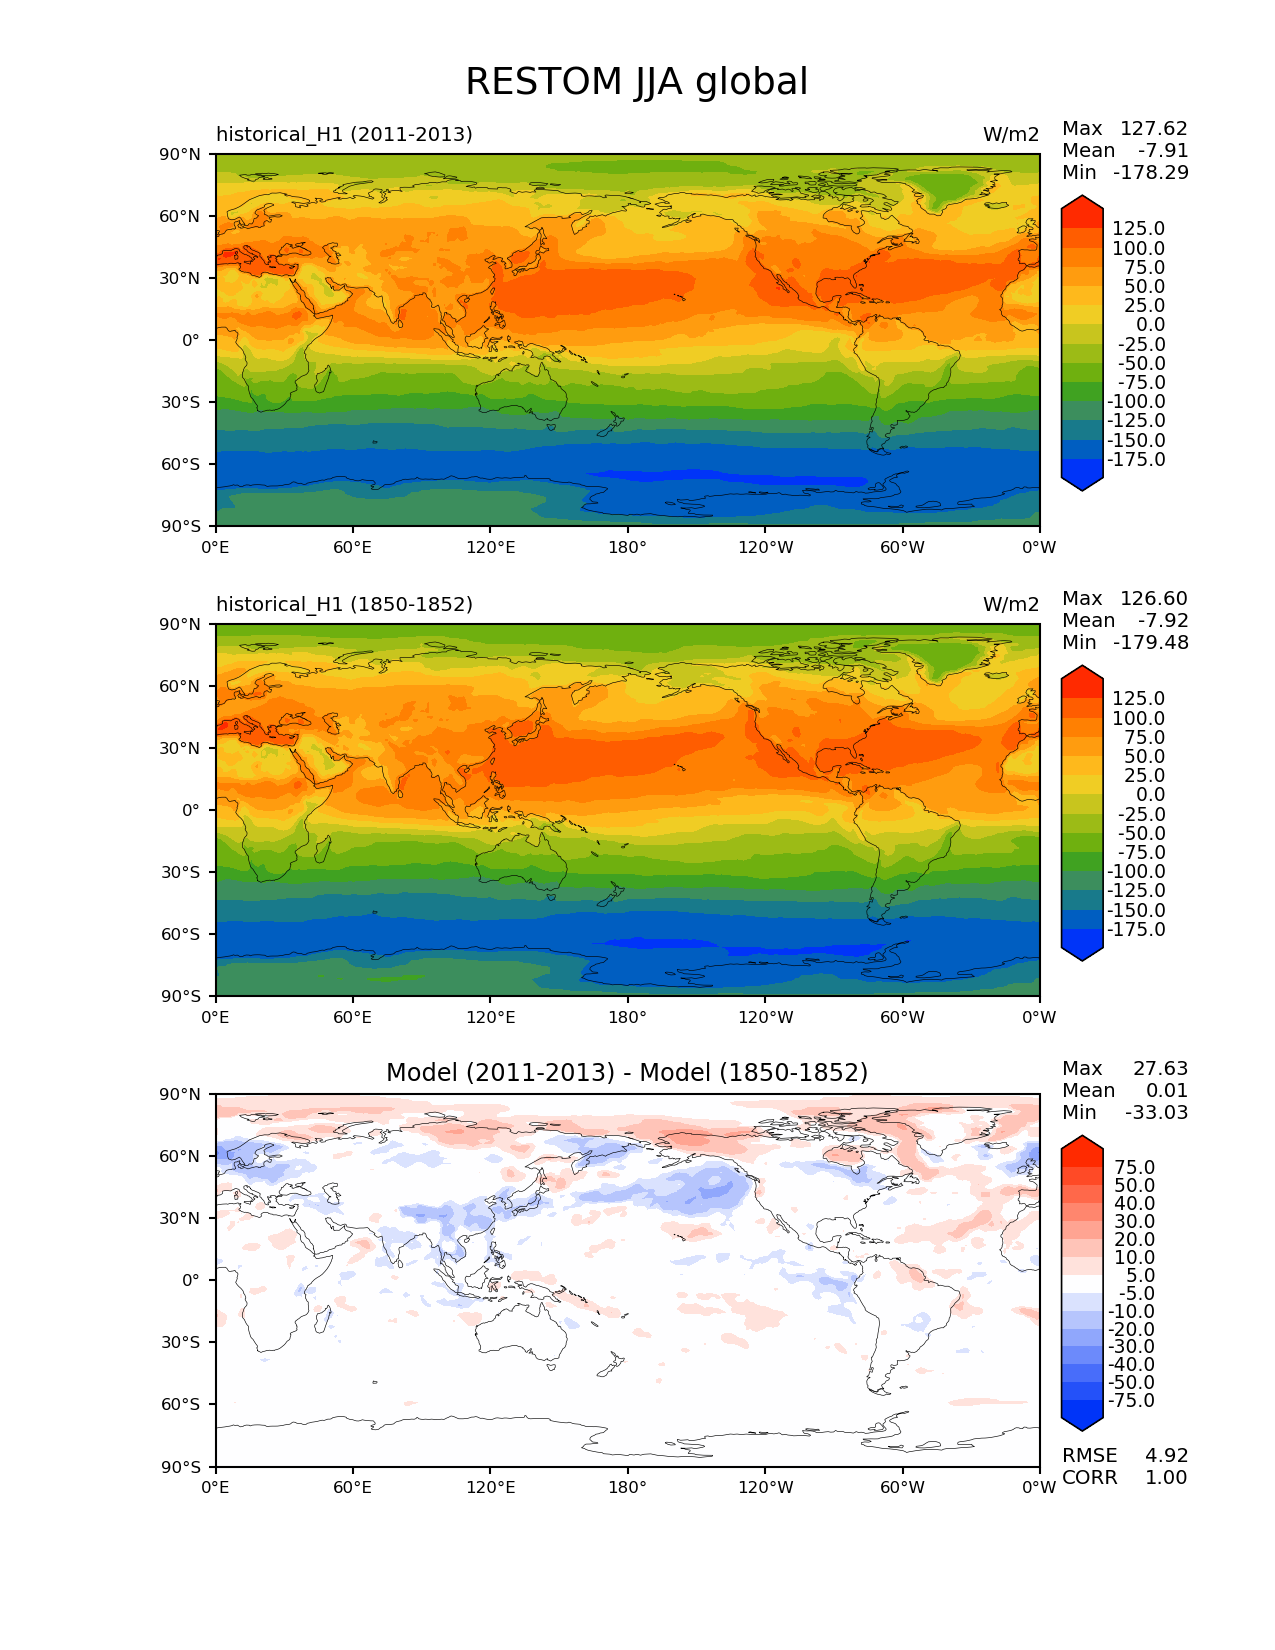 RESTOM JJA global
historical_H1 (2011-2013) W/m2
Max 127.62
Mean -7.91
Min -178.29
90°N
60°N
30°N
0°
30°S
60°S
90°S
0°E 60°E 120°E 180° 120°W 60°W 0°W
125.0
100.0
75.0
50.0
25.0
0.0
-25.0
-50.0
-75.0
-100.0
-125.0
-150.0
-175.0
historical_H1 (1850-1852) W/m2
Max 126.60
Mean -7.92
Min -179.48
90°N
60°N
30°N
0°
30°S
60°S
90°S
0°E 60°E 120°E 180° 120°W 60°W 0°W
125.0
100.0
75.0
50.0
25.0
0.0
-25.0
-50.0
-75.0
-100.0
-125.0
-150.0
-175.0
Model (2011-2013) - Model (1850-1852)
Max 27.63
Mean 0.01
Min -33.03
90°N
60°N
30°N
0°
30°S
60°S
90°S
0°E 60°E 120°E 180° 120°W 60°W 0°W
75.0
50.0
40.0
30.0
20.0
10.0
5.0
-5.0
-10.0
-20.0
-30.0
-40.0
-50.0
-75.0
RMSE 4.92
CORR 1.00